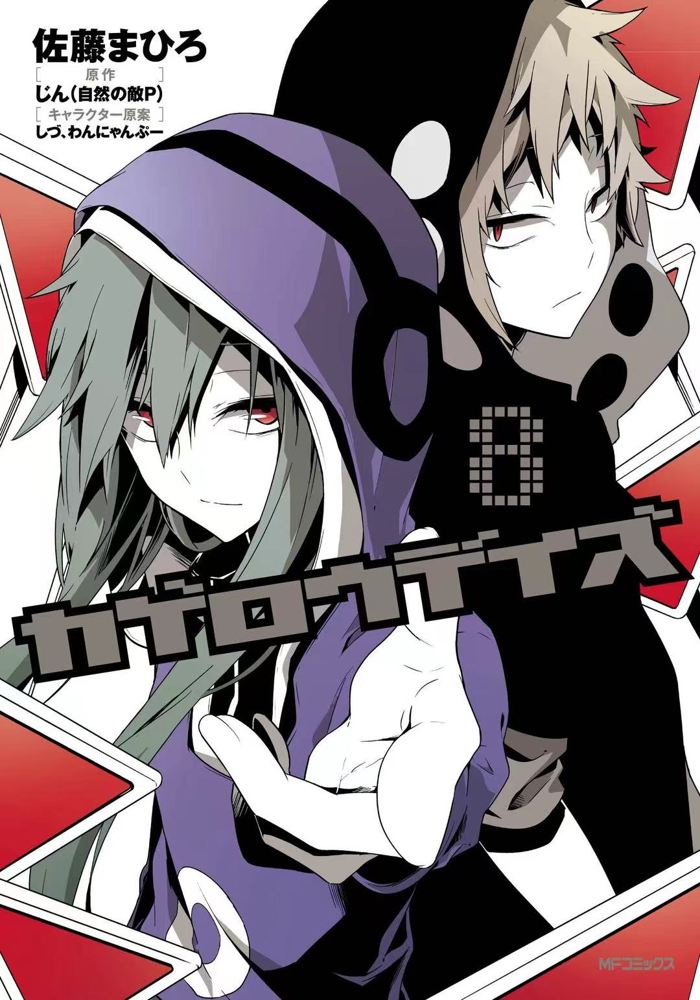 佐藤まひろ
[ 原作 ]
じん(自然の敵P)
[ キャラクター原案 ]
しづ、わんにゃんぷー
8
カゲロウデイズ
MFコミックス